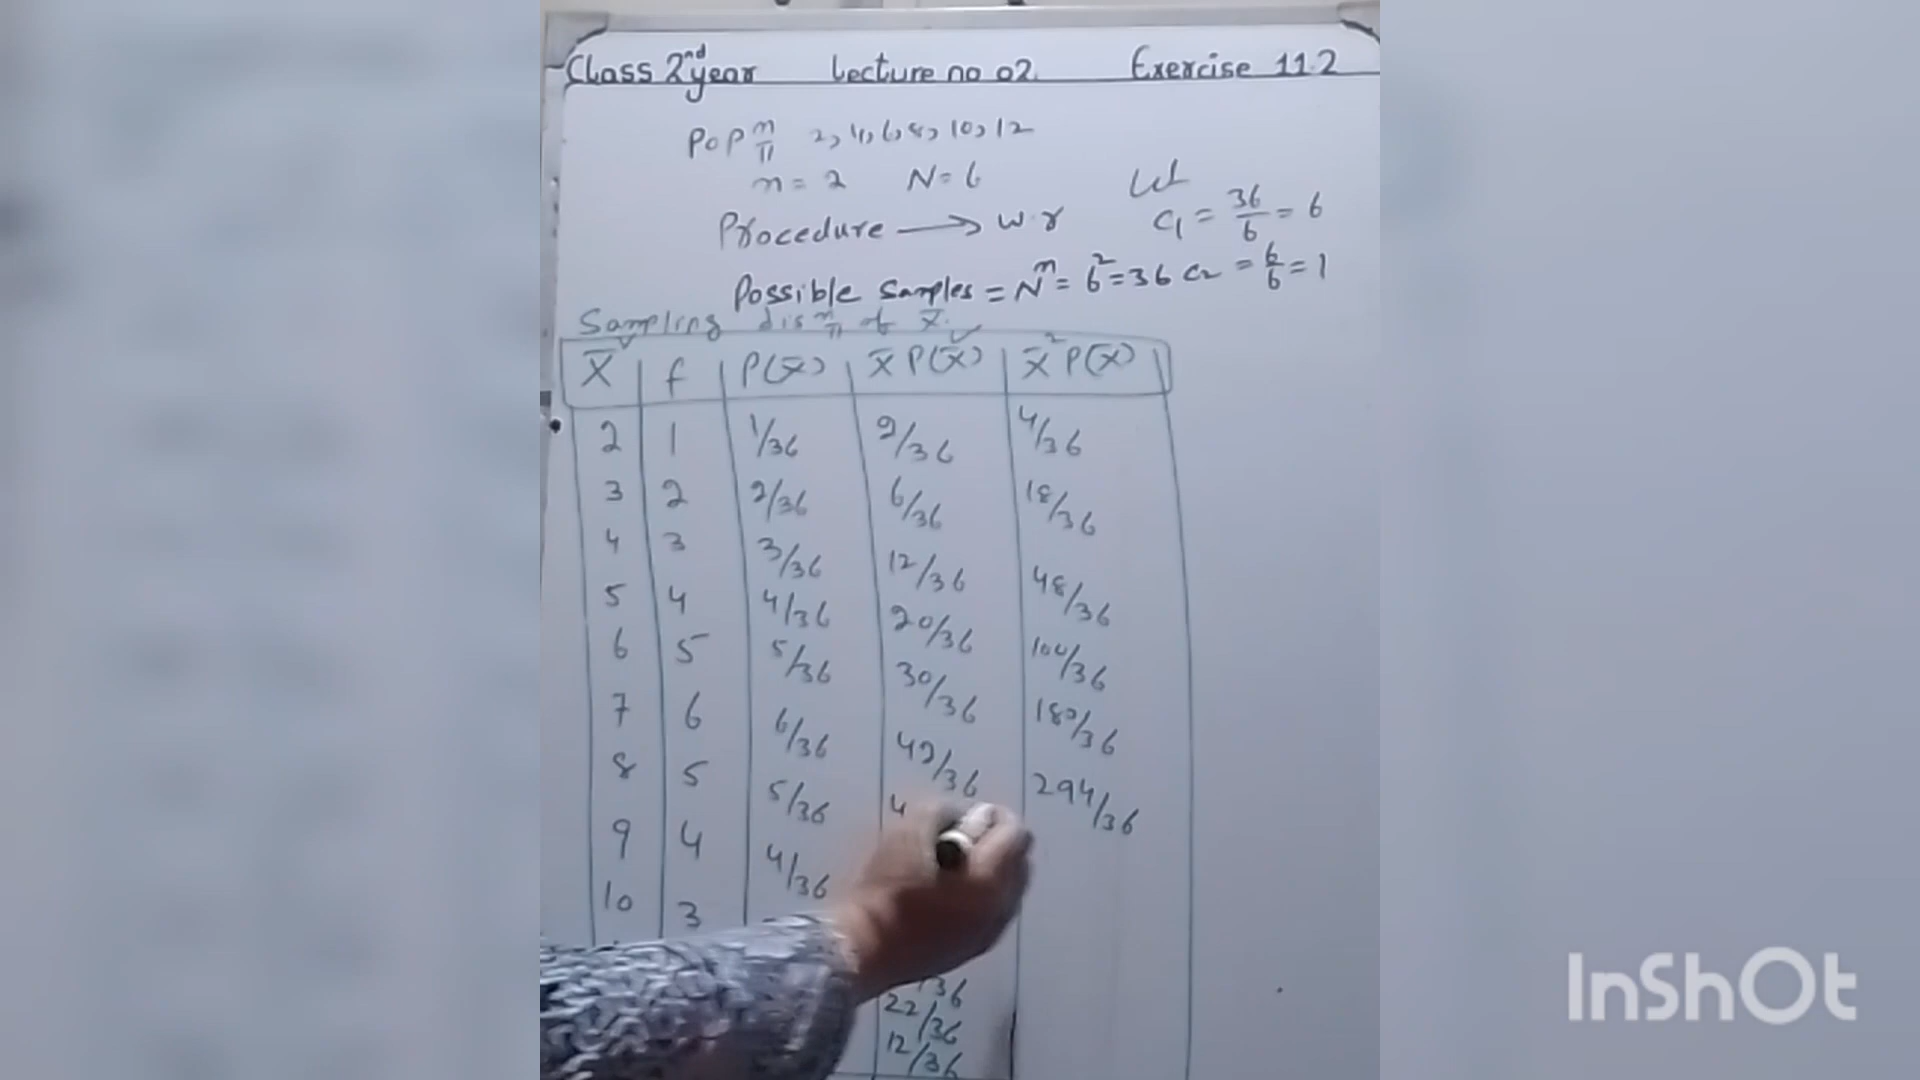 Class 2nd year Lecture no 02. Exercise 11.2
Pop n/π 2, 4, 6, 8, 10, 12
n = 2 N = 6
Procedure → w.r
C1 = 36/6 = 6
Possible samples = N^n = 6^2 = 36 C2 = 6/6 = 1
Sampling dis n/π of X̄.
X̄ f P(X̄) X̄ P(X̄) X̄² P(X̄)
2 1 1/36 2/36 4/36
3 2 2/36 6/36 18/36
4 3 3/36 12/36 48/36
5 4 4/36 20/36 100/36
6 5 5/36 30/36 180/36
7 6 6/36 42/36 294/36
8 5 5/36 4
9 4 4/36
10 3
/36
22/36
12/36
InShOt